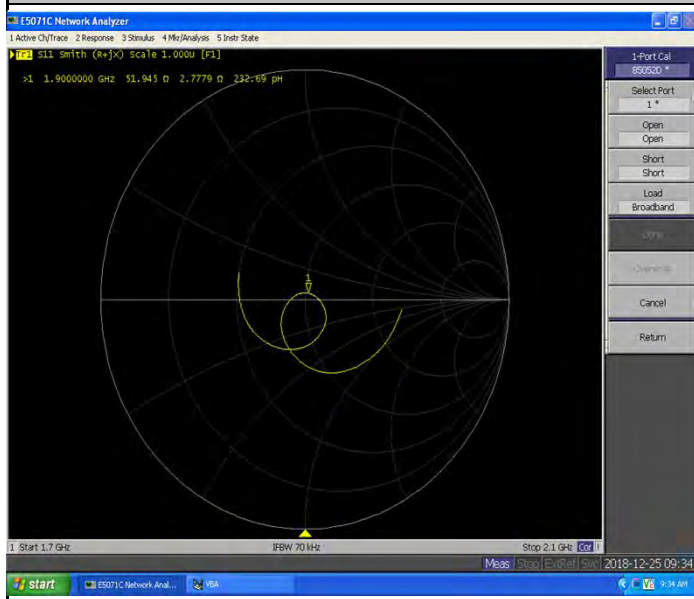 E5071C Network Analyzer
1 Active Ch/Trace 2 Response 3 Stimulus 4 Mkr/Analysis 5 Instr State
Tr1 S11 Smith (R+jX) Scale 1.000U [F1]
>1 1.9000000 GHz 51.945 Ω 2.7779 Ω 232.69 pH
1
1-Port Cal
85052D *
Select Port
1 *
Open
Open
Short
Short
Load
Broadband
Done
Cancel
Return
1 Start 1.7 GHz IFBW 70 kHz Stop 2.1 GHz Cor !
Meas Stop ExtRef Svc 2018-12-25 09:34
start E5071C Network Anal... VBA 9:34 AM